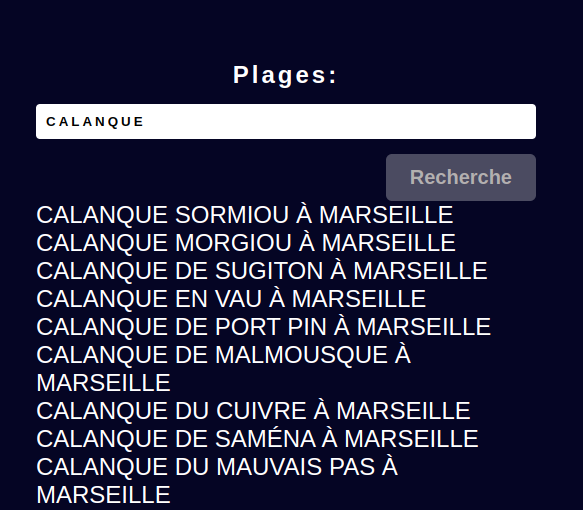 Plages:
CALANQUE
Recherche
CALANQUE SORMIOU À MARSEILLE
CALANQUE MORGIOU À MARSEILLE
CALANQUE DE SUGITON À MARSEILLE
CALANQUE EN VAU À MARSEILLE
CALANQUE DE PORT PIN À MARSEILLE
CALANQUE DE MALMOUSQUE À
MARSEILLE
CALANQUE DU CUIVRE À MARSEILLE
CALANQUE DE SAMÉNA À MARSEILLE
CALANQUE DU MAUVAIS PAS À
MARSEILLE